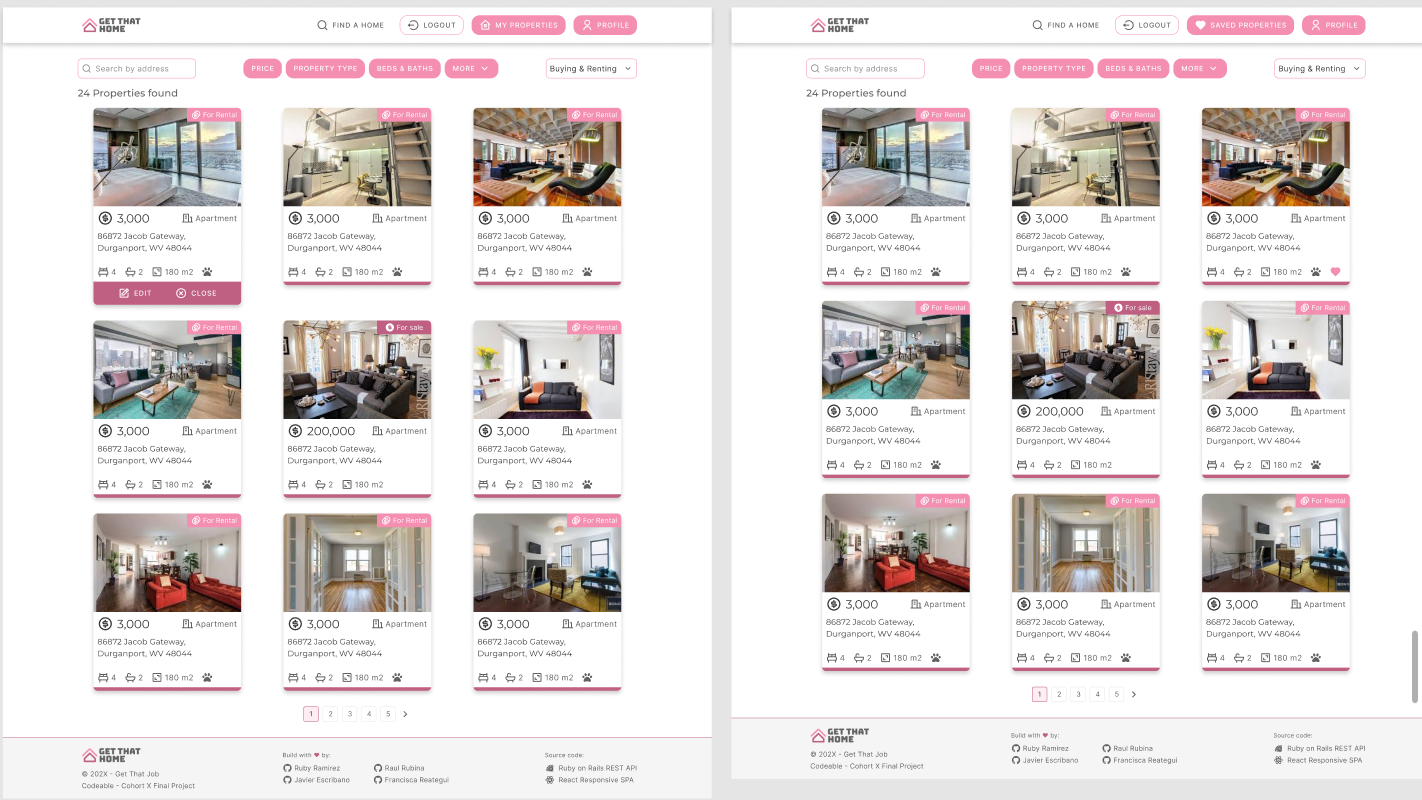 GET THAT HOME
FIND A HOME
LOGOUT
MY PROPERTIES
PROFILE
Search by address
PRICE
PROPERTY TYPE
BEDS & BATHS
MORE
Buying & Renting
24 Properties found
For Rental
For Rental
For Rental
3,000 Apartment
3,000 Apartment
3,000 Apartment
86872 Jacob Gateway,
Durganport, WV 48044
86872 Jacob Gateway,
Durganport, WV 48044
86872 Jacob Gateway,
Durganport, WV 48044
4 2 180 m2
4 2 180 m2
4 2 180 m2
EDIT CLOSE
For Rental
For sale
For Rental
3,000 Apartment
200,000 Apartment
3,000 Apartment
86872 Jacob Gateway,
Durganport, WV 48044
86872 Jacob Gateway,
Durganport, WV 48044
86872 Jacob Gateway,
Durganport, WV 48044
4 2 180 m2
4 2 180 m2
4 2 180 m2
For Rental
For Rental
For Rental
3,000 Apartment
3,000 Apartment
3,000 Apartment
86872 Jacob Gateway,
Durganport, WV 48044
86872 Jacob Gateway,
Durganport, WV 48044
86872 Jacob Gateway,
Durganport, WV 48044
4 2 180 m2
4 2 180 m2
4 2 180 m2
1 2 3 4 5
GET THAT HOME
© 202X - Get That Job
Codeable - Cohort X Final Project
Build with ♥ by:
Ruby Ramirez
Javier Escribano
Raul Rubina
Francisca Reategui
Source code:
Ruby on Rails REST API
React Responsive SPA
GET THAT HOME
FIND A HOME
LOGOUT
SAVED PROPERTIES
PROFILE
Search by address
PRICE
PROPERTY TYPE
BEDS & BATHS
MORE
Buying & Renting
24 Properties found
For Rental
For Rental
For Rental
3,000 Apartment
3,000 Apartment
3,000 Apartment
86872 Jacob Gateway,
Durganport, WV 48044
86872 Jacob Gateway,
Durganport, WV 48044
86872 Jacob Gateway,
Durganport, WV 48044
4 2 180 m2
4 2 180 m2
4 2 180 m2
For Rental
For sale
For Rental
3,000 Apartment
200,000 Apartment
3,000 Apartment
86872 Jacob Gateway,
Durganport, WV 48044
86872 Jacob Gateway,
Durganport, WV 48044
86872 Jacob Gateway,
Durganport, WV 48044
4 2 180 m2
4 2 180 m2
4 2 180 m2
For Rental
For Rental
For Rental
3,000 Apartment
3,000 Apartment
3,000 Apartment
86872 Jacob Gateway,
Durganport, WV 48044
86872 Jacob Gateway,
Durganport, WV 48044
86872 Jacob Gateway,
Durganport, WV 48044
4 2 180 m2
4 2 180 m2
4 2 180 m2
1 2 3 4 5
GET THAT HOME
© 202X - Get That Job
Codeable - Cohort X Final Project
Build with ♥ by:
Ruby Ramirez
Javier Escribano
Raul Rubina
Francisca Reategui
Source code:
Ruby on Rails REST API
React Responsive SPA